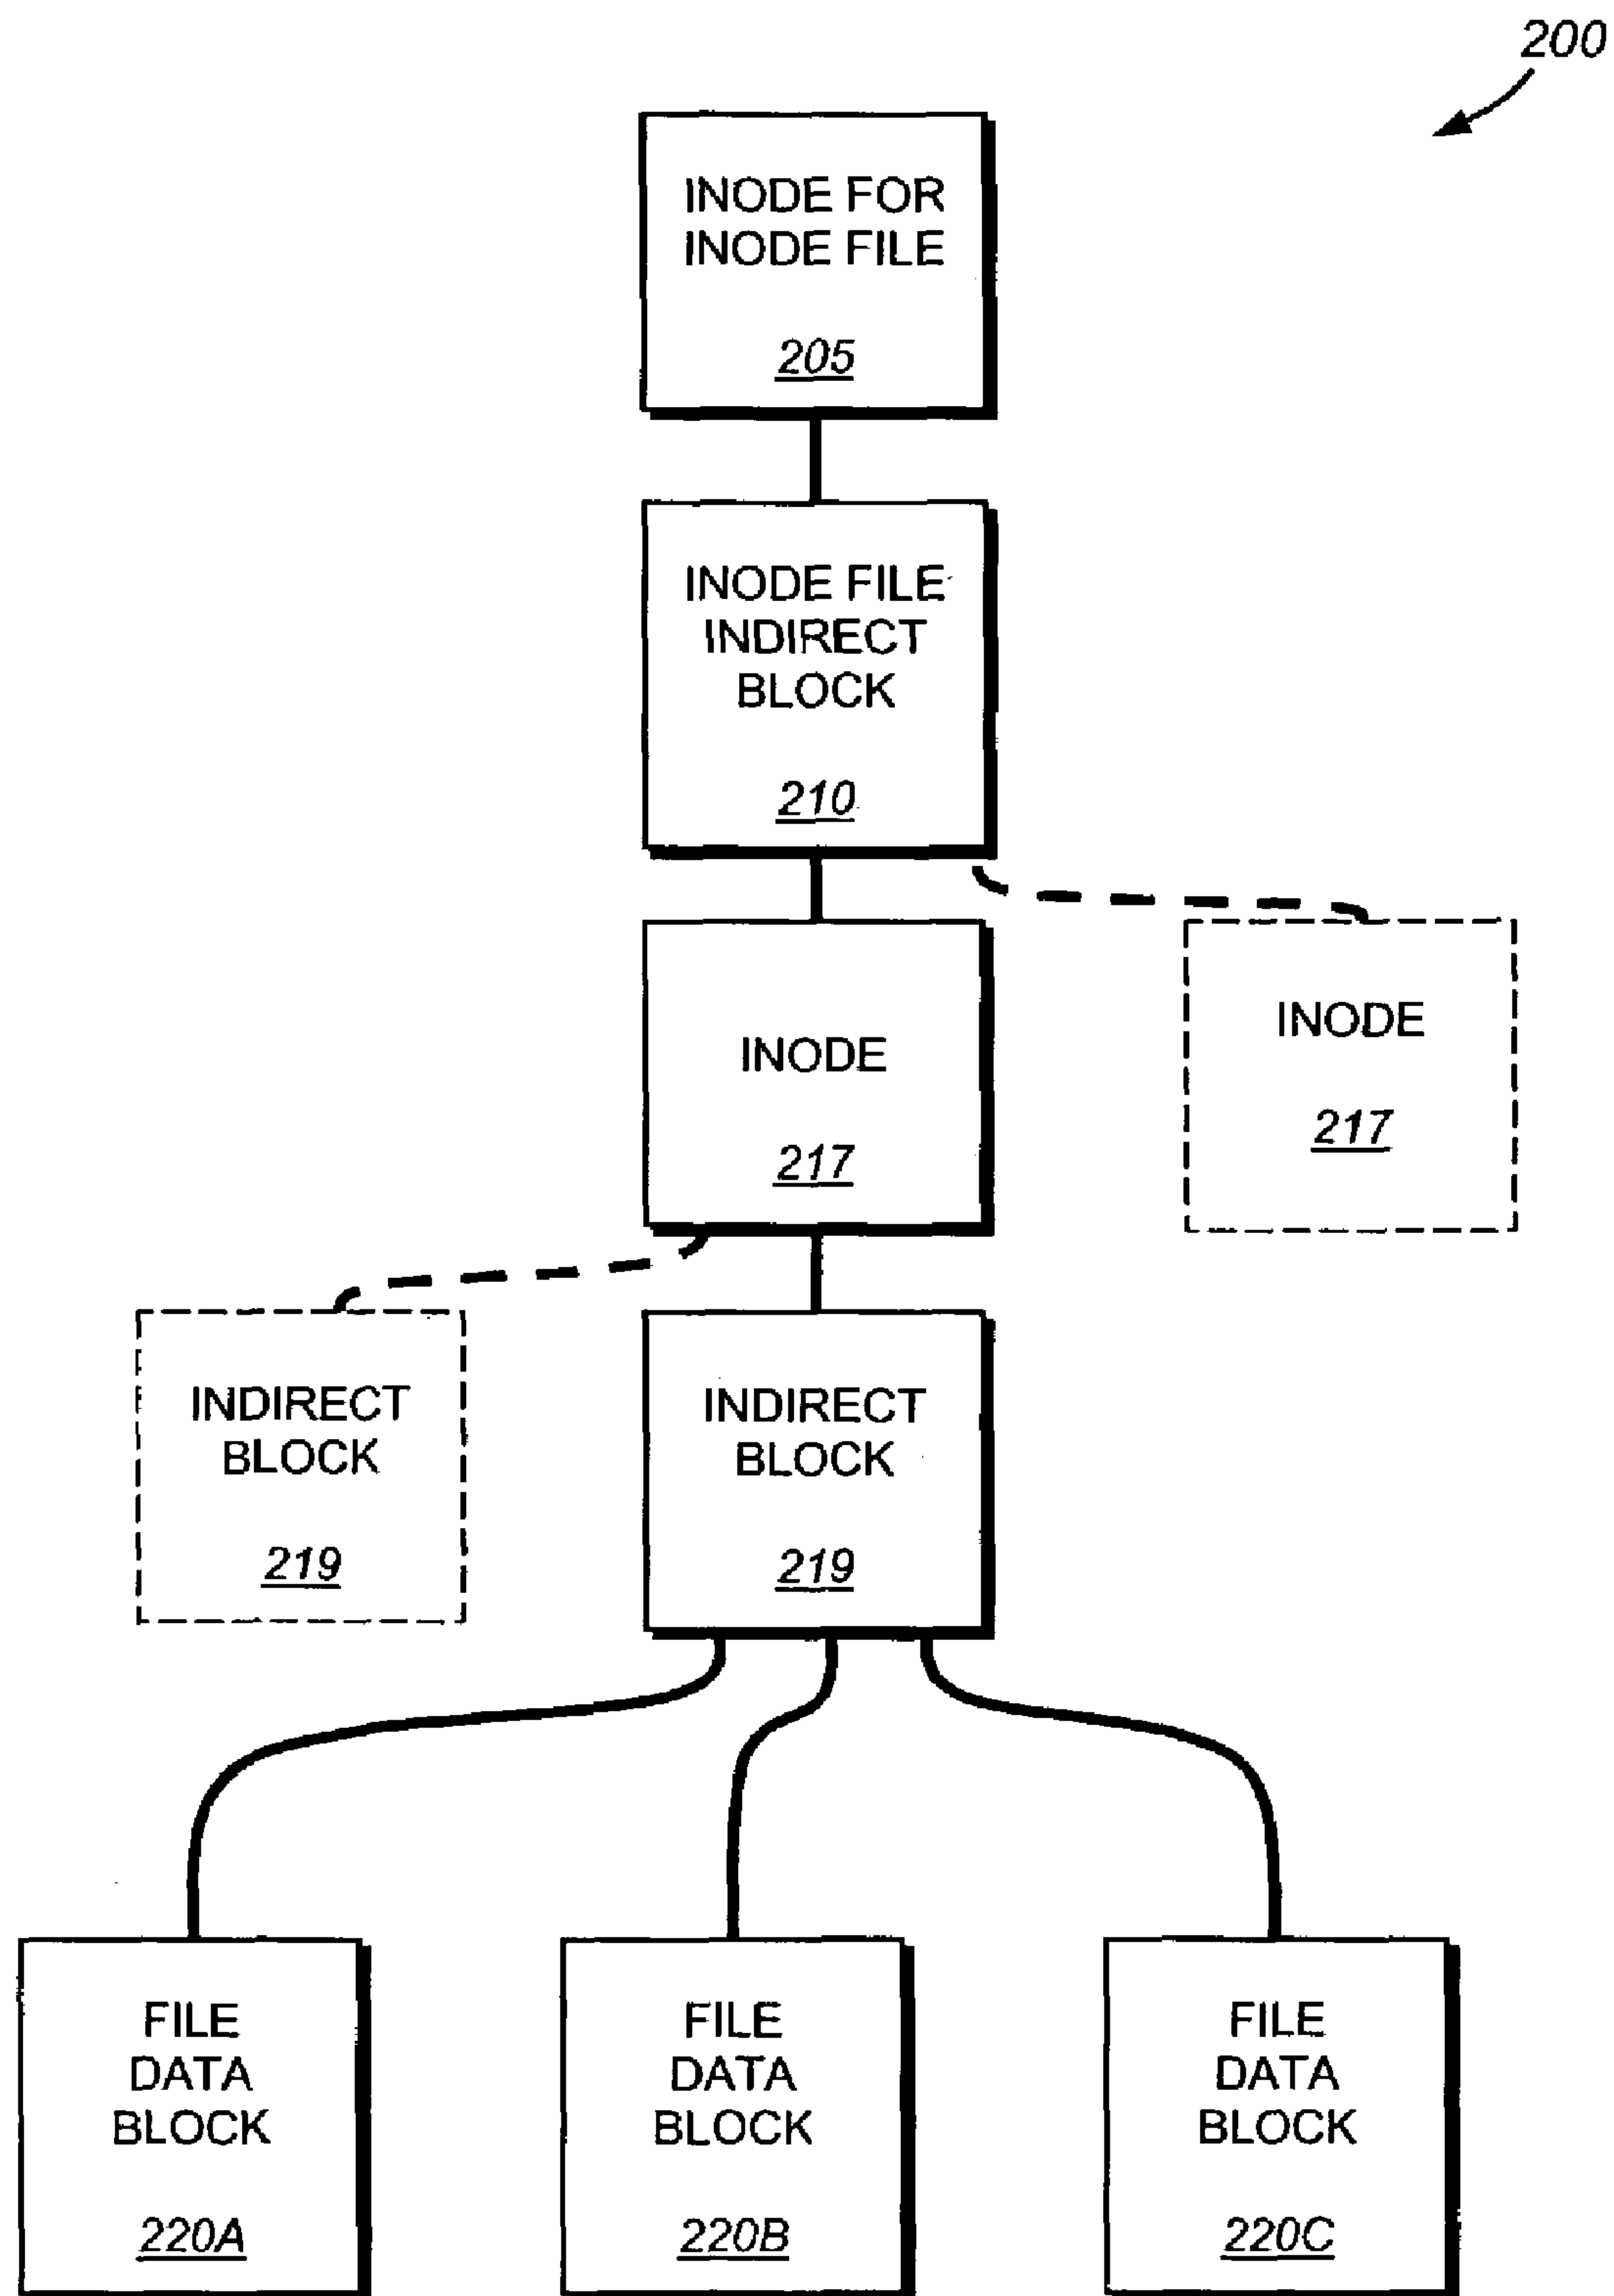 200
INODE FOR
INODE FILE
205
INODE FILE
INDIRECT
BLOCK
210
INODE
217
INODE
217
INDIRECT
BLOCK
219
INDIRECT
BLOCK
219
FILE
DATA
BLOCK
220A
FILE
DATA
BLOCK
220B
FILE
DATA
BLOCK
220C